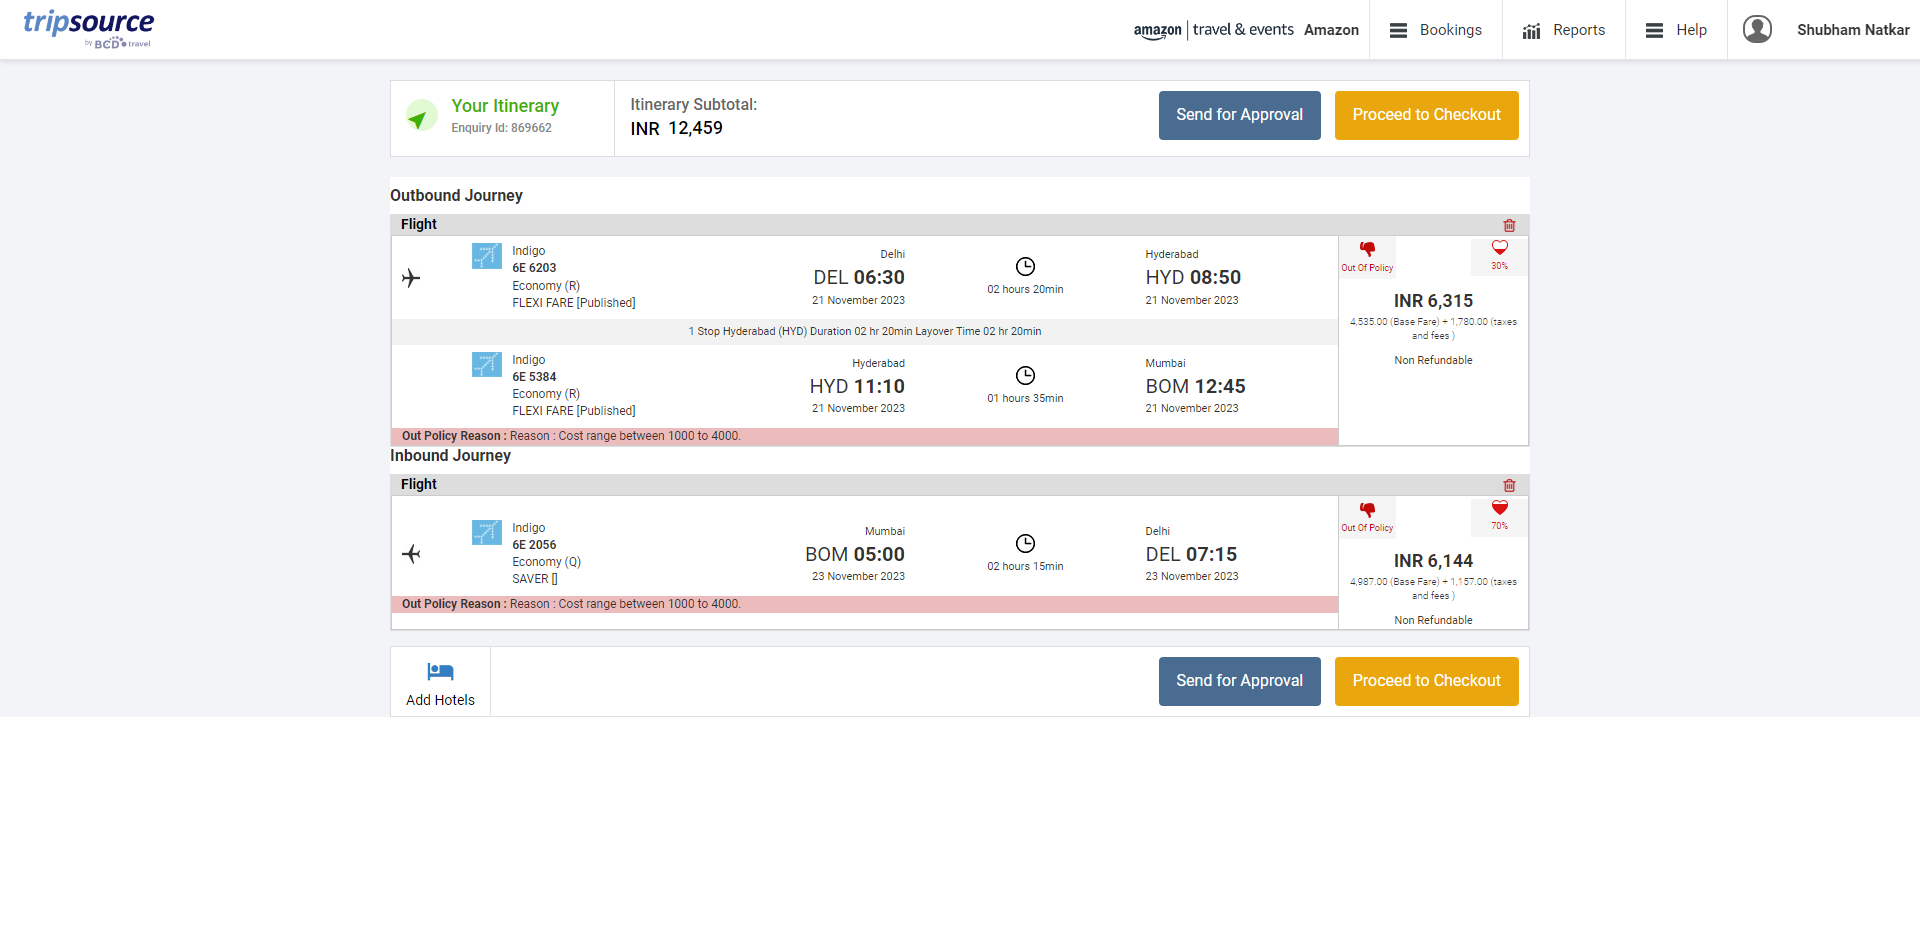 tripsource
by BCD travel
amazon | travel & events Amazon
Bookings
Reports
Help
Shubham Natkar
Your Itinerary
Enquiry Id: 869662
Itinerary Subtotal:
INR 12,459
Send for Approval
Proceed to Checkout
Outbound Journey
Flight
Indigo
6E 6203
Economy (R)
FLEXI FARE [Published]
Delhi
DEL 06:30
21 November 2023
02 hours 20min
Hyderabad
HYD 08:50
21 November 2023
1 Stop Hyderabad (HYD) Duration 02 hr 20min Layover Time 02 hr 20min
Indigo
6E 5384
Economy (R)
FLEXI FARE [Published]
Hyderabad
HYD 11:10
21 November 2023
01 hours 35min
Mumbai
BOM 12:45
21 November 2023
Out Policy Reason : Reason : Cost range between 1000 to 4000.
Out Of Policy
30%
INR 6,315
4,535.00 (Base Fare) + 1,780.00 (taxes
and fees )
Non Refundable
Inbound Journey
Flight
Indigo
6E 2056
Economy (Q)
SAVER []
Mumbai
BOM 05:00
23 November 2023
02 hours 15min
Delhi
DEL 07:15
23 November 2023
Out Policy Reason : Reason : Cost range between 1000 to 4000.
Out Of Policy
70%
INR 6,144
4,987.00 (Base Fare) + 1,157.00 (taxes
and fees )
Non Refundable
Add Hotels
Send for Approval
Proceed to Checkout